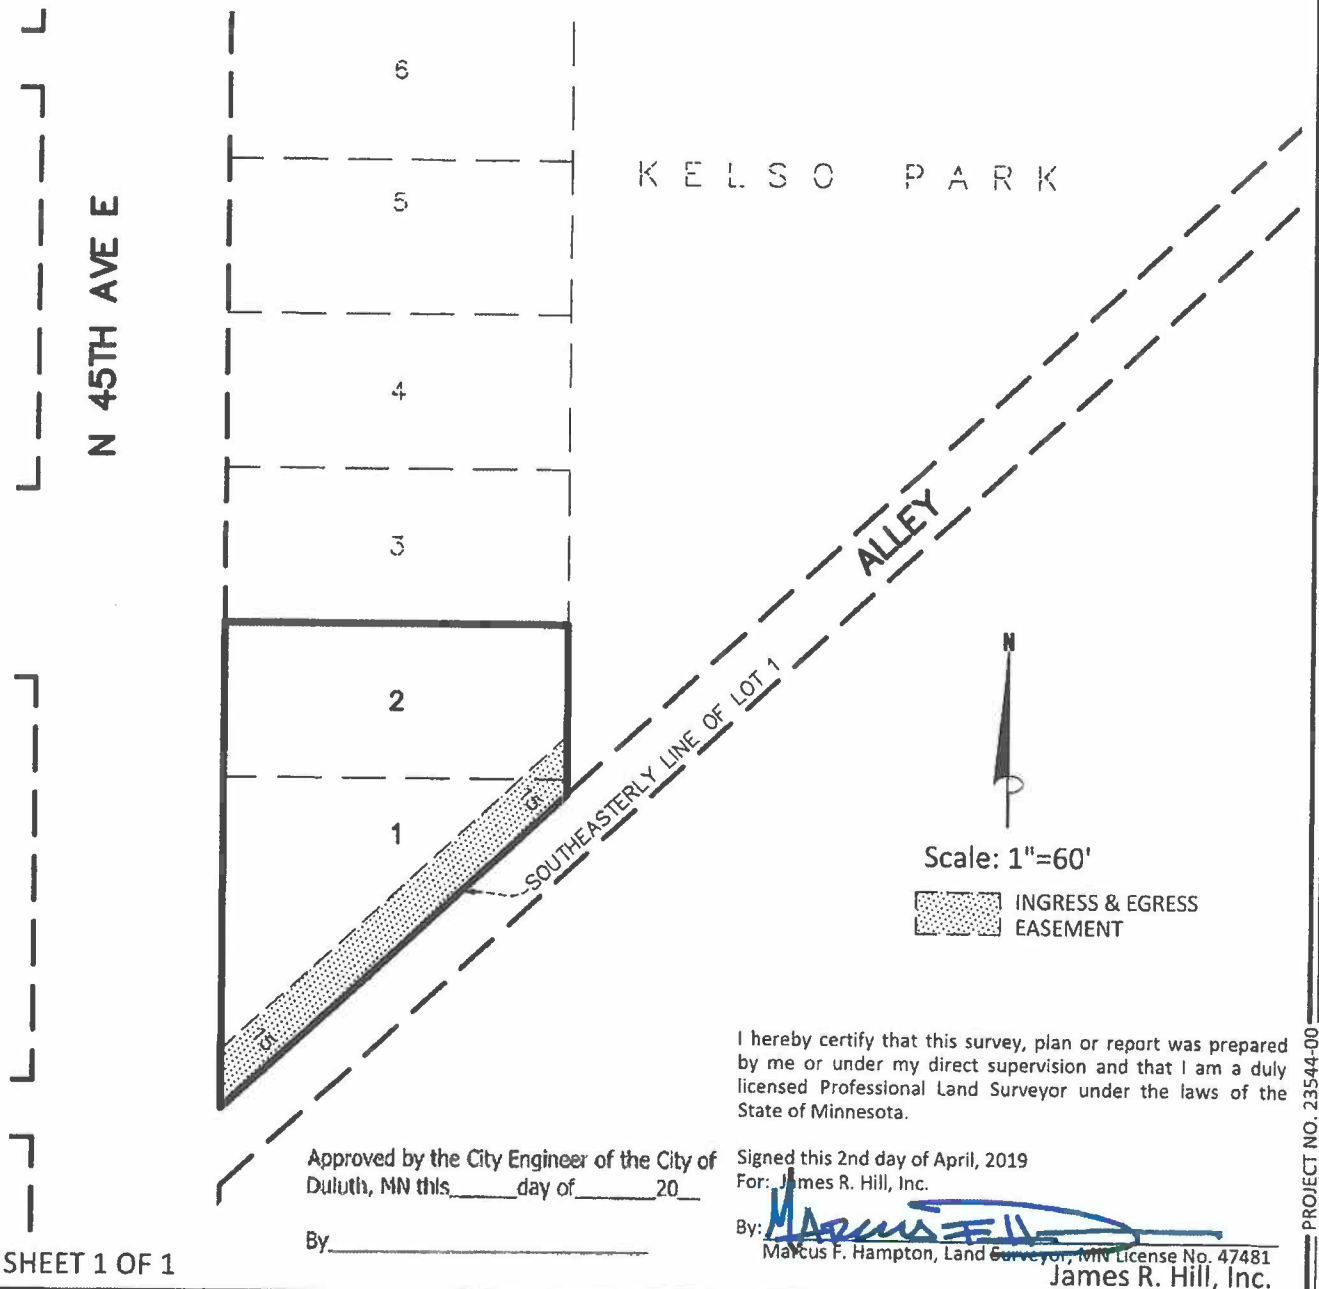 6
KELSO PARK
5
N 45TH AVE E
4
ALLEY
3
N
2
SOUTHEASTERLY LINE OF LOT 1
15
1
Scale: 1"=60'
INGRESS & EGRESS
EASEMENT
15
I hereby certify that this survey, plan or report was prepared
by me or under my direct supervision and that I am a duly
licensed Professional Land Surveyor under the laws of the
State of Minnesota.
Approved by the City Engineer of the City of
Duluth, MN this______day of_______20__
By____________________________
Signed this 2nd day of April, 2019
For: James R. Hill, Inc.
By:
Marcus F. Hampton, Land Surveyor, MN License No. 47481
James R. Hill, Inc.
SHEET 1 OF 1
PROJECT NO. 23544-00